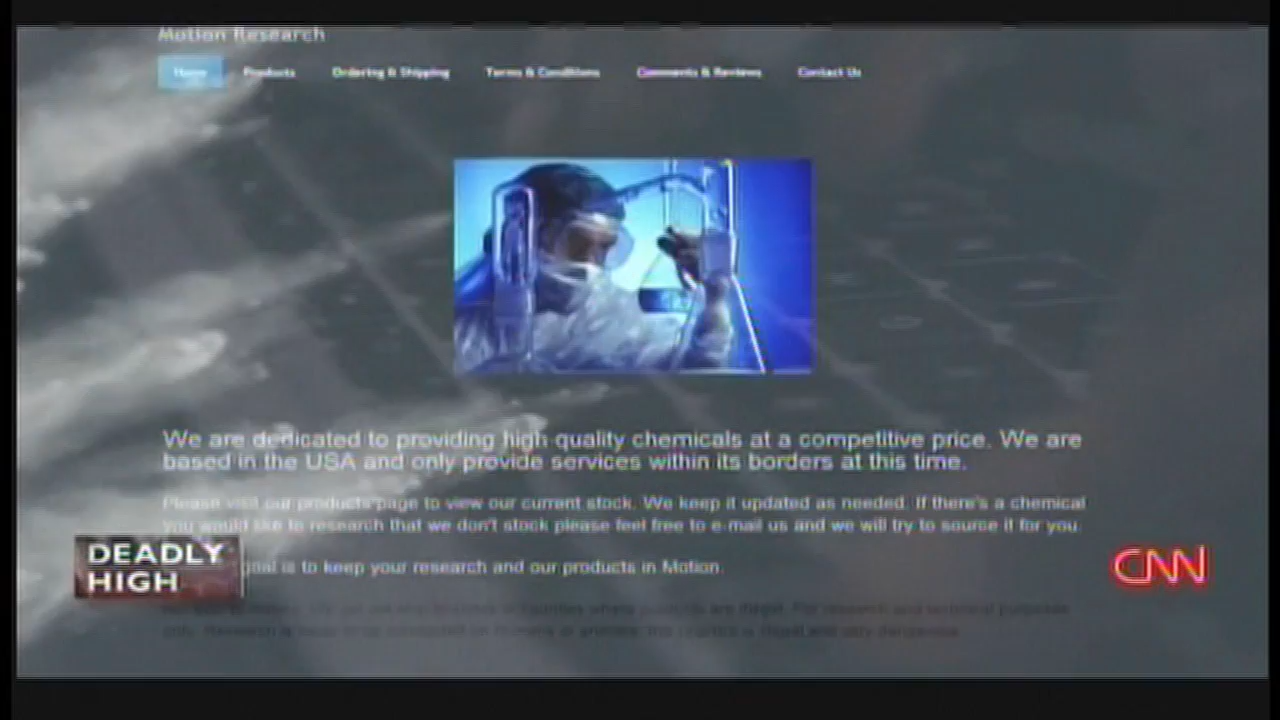 Motion Research
Home Products Ordering & Shipping Terms & Conditions Comments & Reviews Contact Us
We are dedicated to providing high quality chemicals at a competitive price. We are
based in the USA and only provide services within its borders at this time.
Please visit our products page to view our current stock. We keep it updated as needed. If there's a chemical
you would like to research that we don't stock please feel free to e-mail us and we will try to source it for you.
goal is to keep your research and our products in Motion.
DEADLY
HIGH
CNN